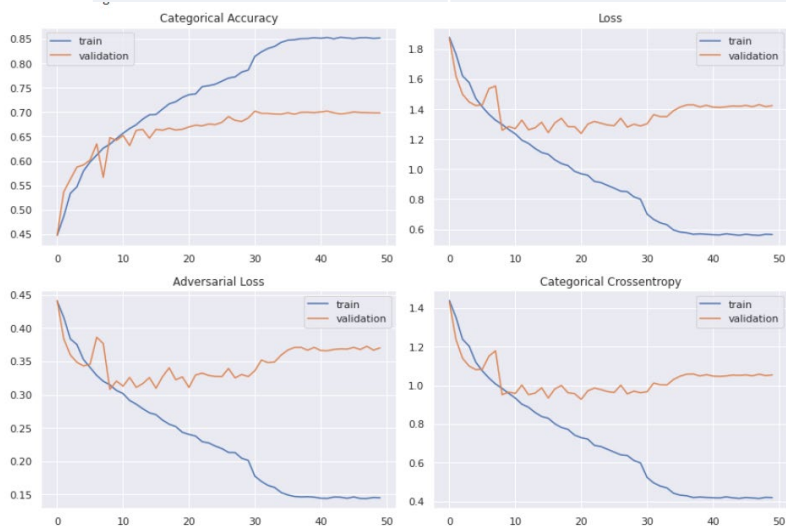 Categorical Accuracy
train
validation
0.85
0.80
0.75
0.70
0.65
0.60
0.55
0.50
0.45
0 10 20 30 40 50
Loss
train
validation
1.8
1.6
1.4
1.2
1.0
0.8
0.6
0 10 20 30 40 50
Adversarial Loss
train
validation
0.45
0.40
0.35
0.30
0.25
0.20
0.15
0 10 20 30 40 50
Categorical Crossentropy
train
validation
1.4
1.2
1.0
0.8
0.6
0.4
0 10 20 30 40 50